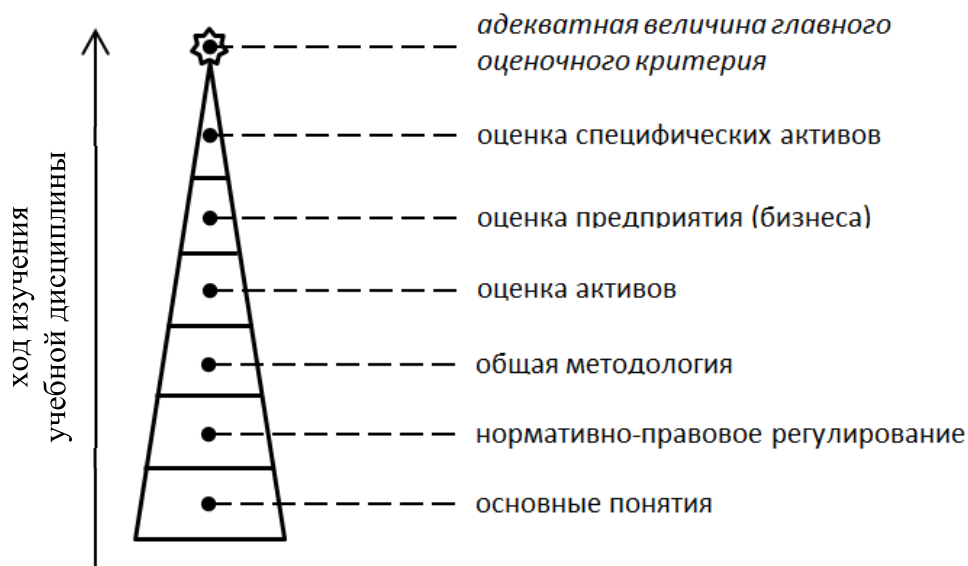 адекватная величина главного
оценочного критерия
оценка специфических активов
оценка предприятия (бизнеса)
оценка активов
общая методология
нормативно-правовое регулирование
основные понятия
ход изучения
учебной дисциплины